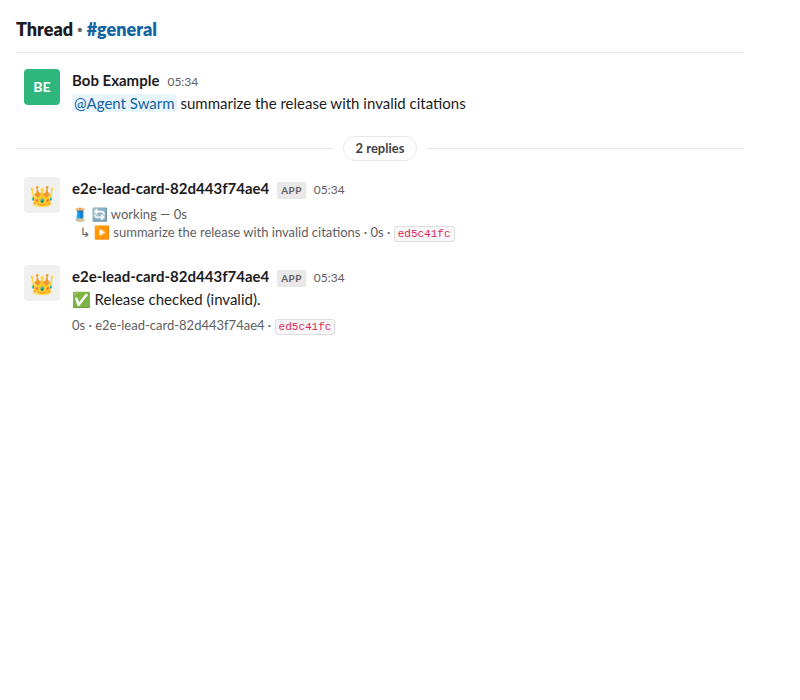 Thread • #general
BE
Bob Example 05:34
@Agent Swarm summarize the release with invalid citations
2 replies
e2e-lead-card-82d443f74ae4 APP 05:34
🧵 🔄 working — 0s
↳ ▶️ summarize the release with invalid citations · 0s · ed5c41fc
e2e-lead-card-82d443f74ae4 APP 05:34
✅ Release checked (invalid).
0s · e2e-lead-card-82d443f74ae4 · ed5c41fc